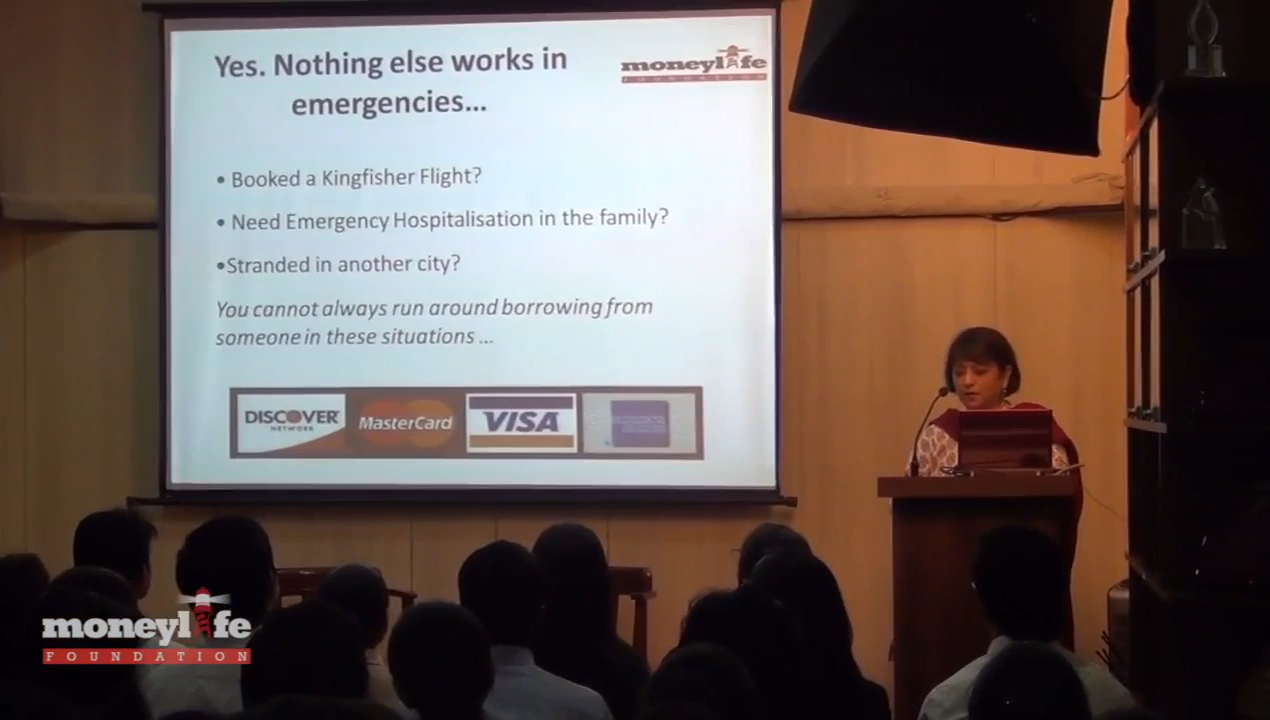 Yes. Nothing else works in
emergencies...
moneylife
FOUNDATION
• Booked a Kingfisher Flight?
• Need Emergency Hospitalisation in the family?
•Stranded in another city?
You cannot always run around borrowing from
someone in these situations ...
DISCOVER
NETWORK
MasterCard
VISA
moneylife
FOUNDATION